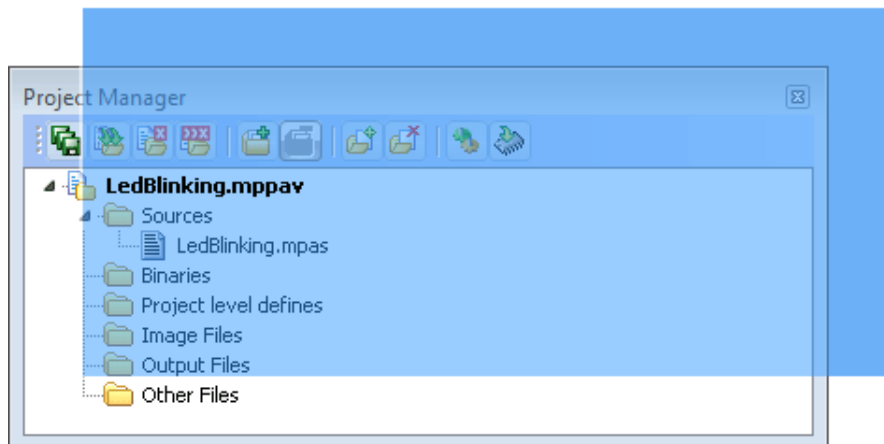 Project Manager
LedBlinking.mppav
Sources
LedBlinking.mpas
Binaries
Project level defines
Image Files
Output Files
Other Files